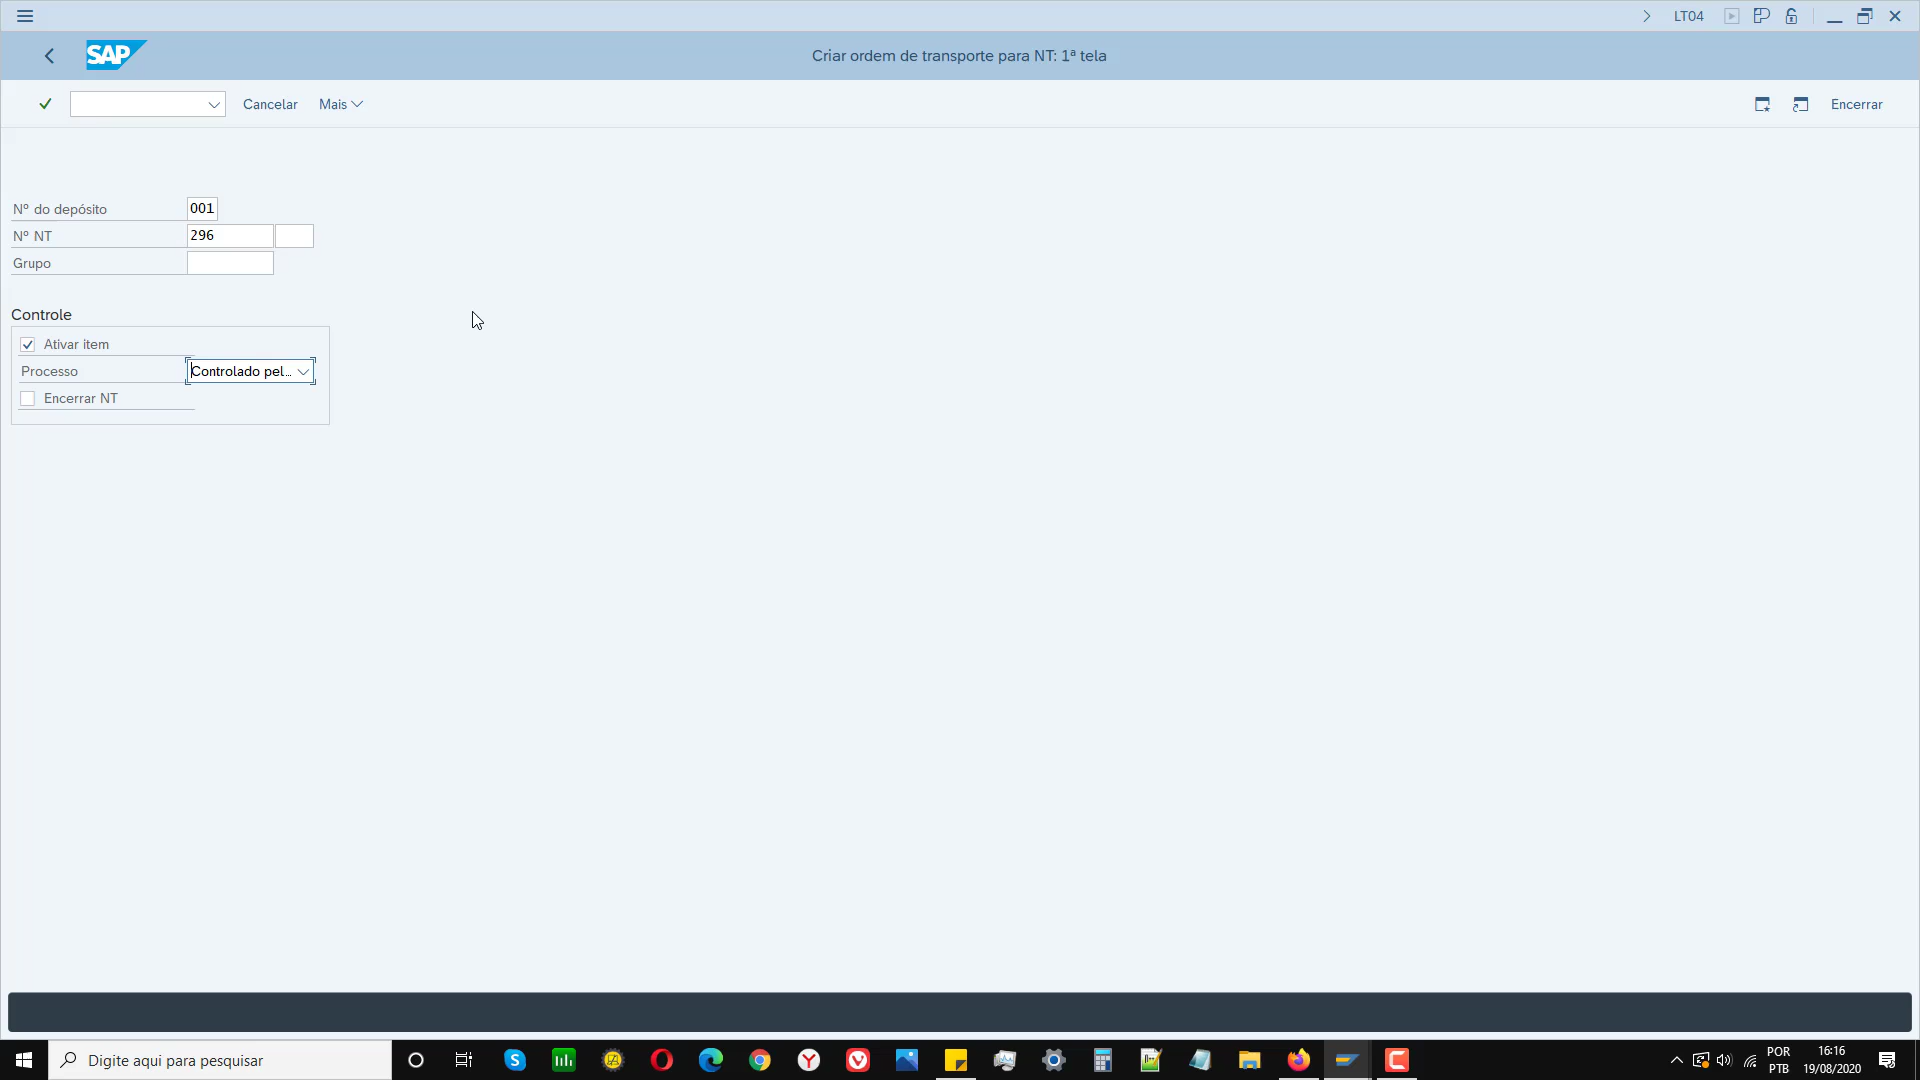 LT04
SAP
Criar ordem de transporte para NT: 1ª tela
Cancelar
Mais
Encerrar
Nº do depósito
001
Nº NT
296
Grupo
Controle
Ativar item
Processo
Controlado pel...
Encerrar NT
Digite aqui para pesquisar
POR
PTB
16:16
19/08/2020